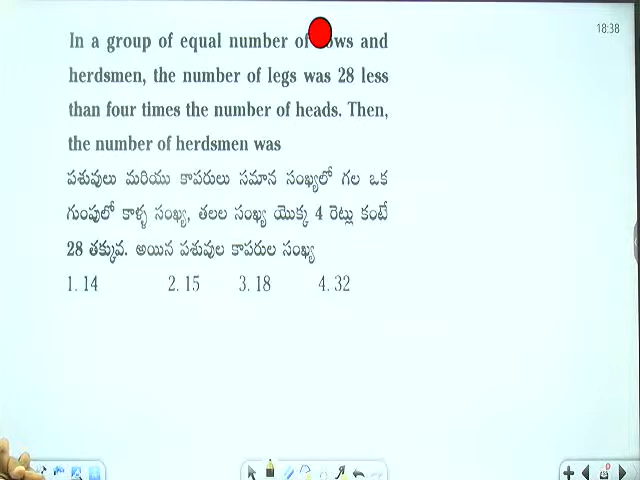 18:38
In a group of equal number of and
herdsmen, the number of legs was 28 less
than four times the number of heads. Then,
the number of herdsmen was
పశువులు మరియు కాపరులు సమాన సంఖ్యలో గల ఒక
గుంపులో కాళ్ళ సంఖ్య, తలల సంఖ్య యొక్క 4 రెట్లు కంటే
28 తక్కువ. అయిన పశువుల కాపరుల సంఖ్య
1. 14 2. 15 3. 18 4. 32